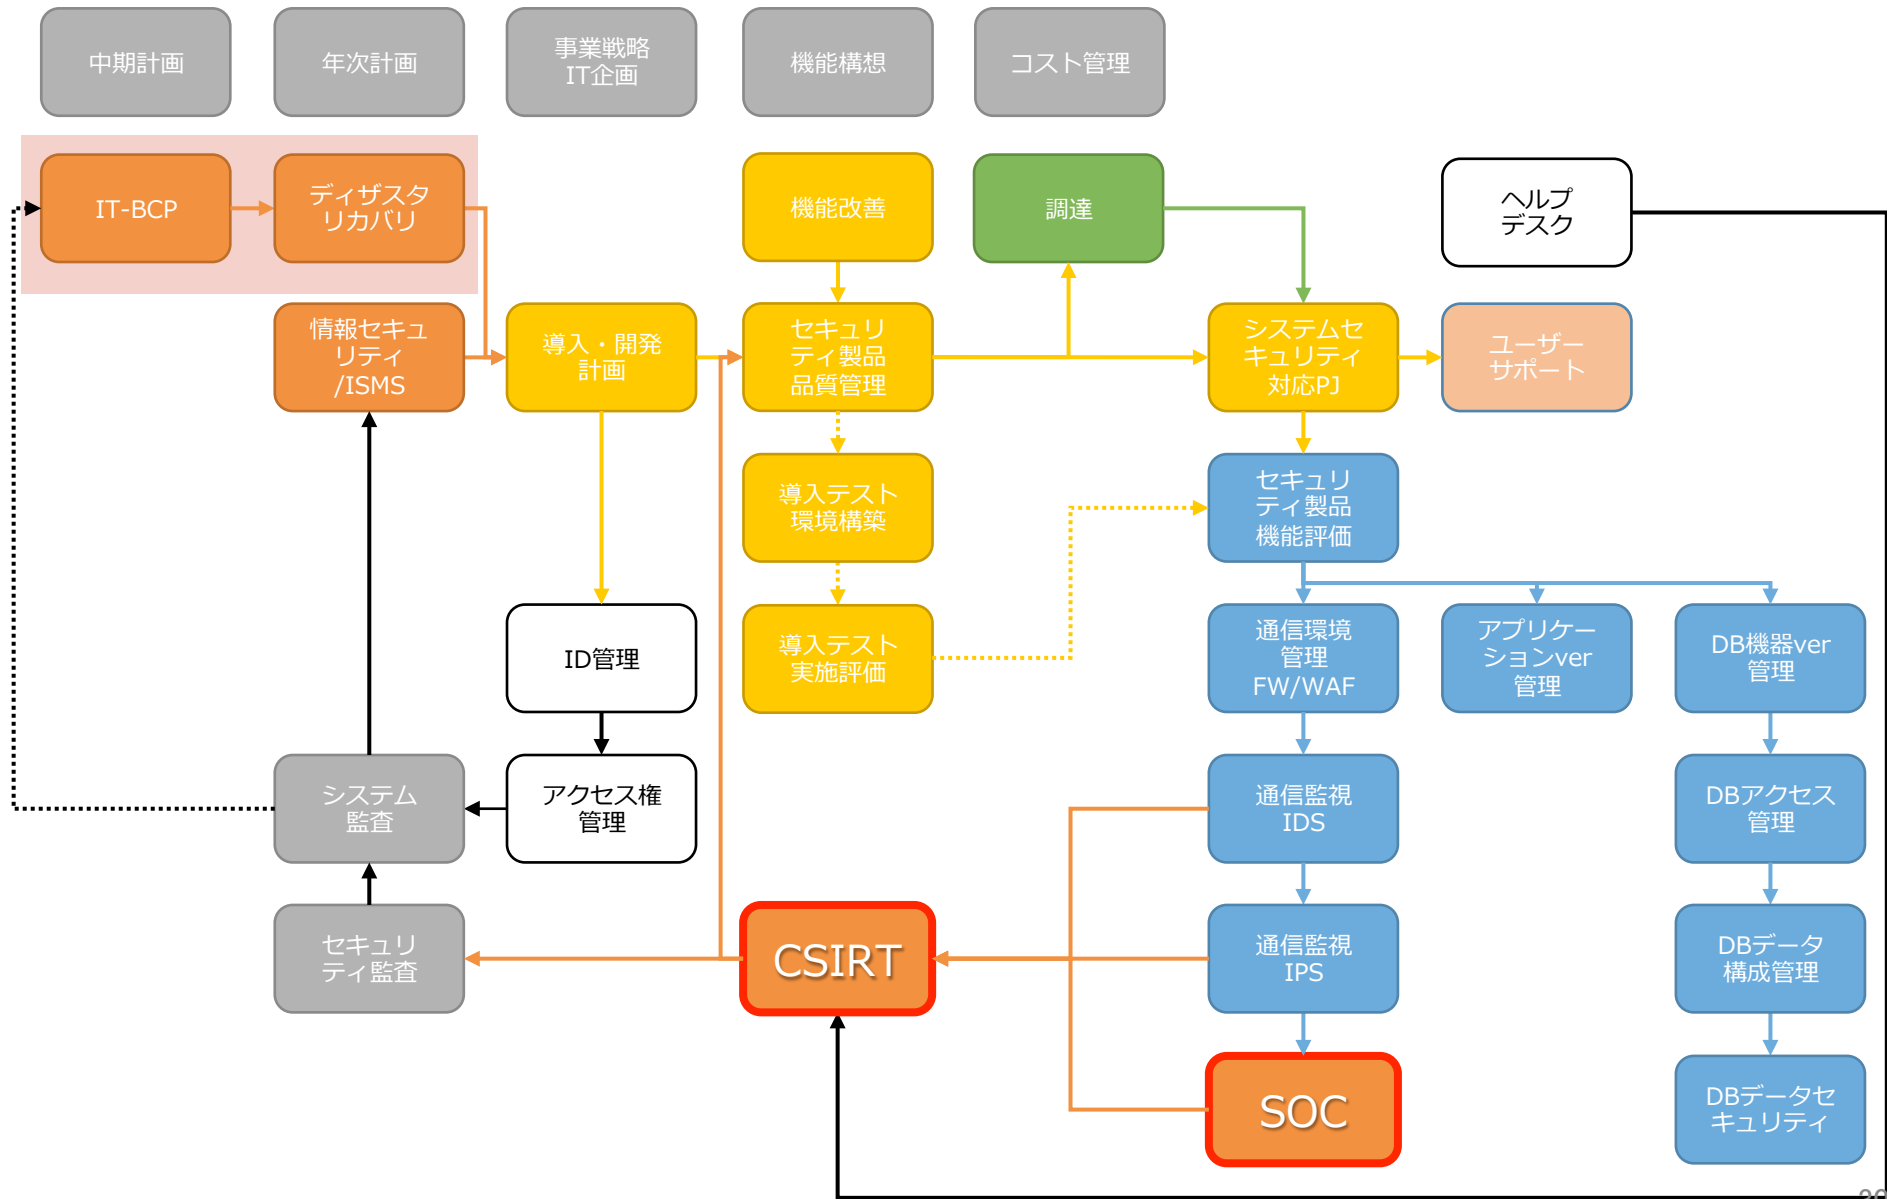 中期計画
年次計画
事業戦略
IT企画
機能構想
コスト管理
IT-BCP
ディザスタ
リカバリ
機能改善
調達
ヘルプ
デスク
情報セキュ
リティ
/ISMS
導入・開発
計画
セキュリ
ティ製品
品質管理
システムセ
キュリティ
対応PJ
ユーザー
サポート
導入テスト
環境構築
セキュリ
ティ製品
機能評価
ID管理
導入テスト
実施評価
通信環境
管理
FW/WAF
アプリケー
ションver
管理
DB機器ver
管理
システム
監査
アクセス権
管理
通信監視
IDS
DBアクセス
管理
セキュリ
ティ監査
CSIRT
通信監視
IPS
DBデータ
構成管理
SOC
DBデータセ
キュリティ